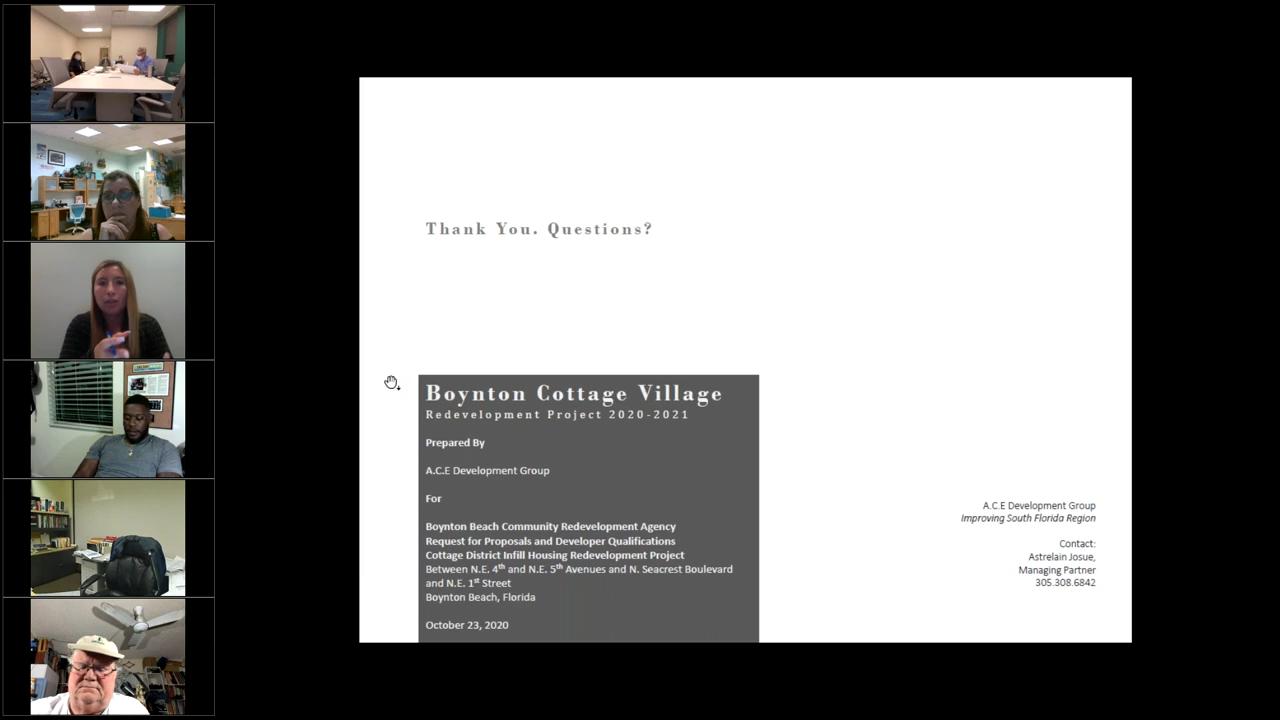 Thank You. Questions?
Boynton Cottage Village
Redevelopment Project 2020-2021
Prepared By
A.C.E Development Group
For
Boynton Beach Community Redevelopment Agency
Request for Proposals and Developer Qualifications
Cottage District Infill Housing Redevelopment Project
Between N.E. 4th and N.E. 5th Avenues and N. Seacrest Boulevard
and N.E. 1st Street
Boynton Beach, Florida
October 23, 2020
A.C.E Development Group
Improving South Florida Region
Contact:
Astrelain Josue,
Managing Partner
305.308.6842